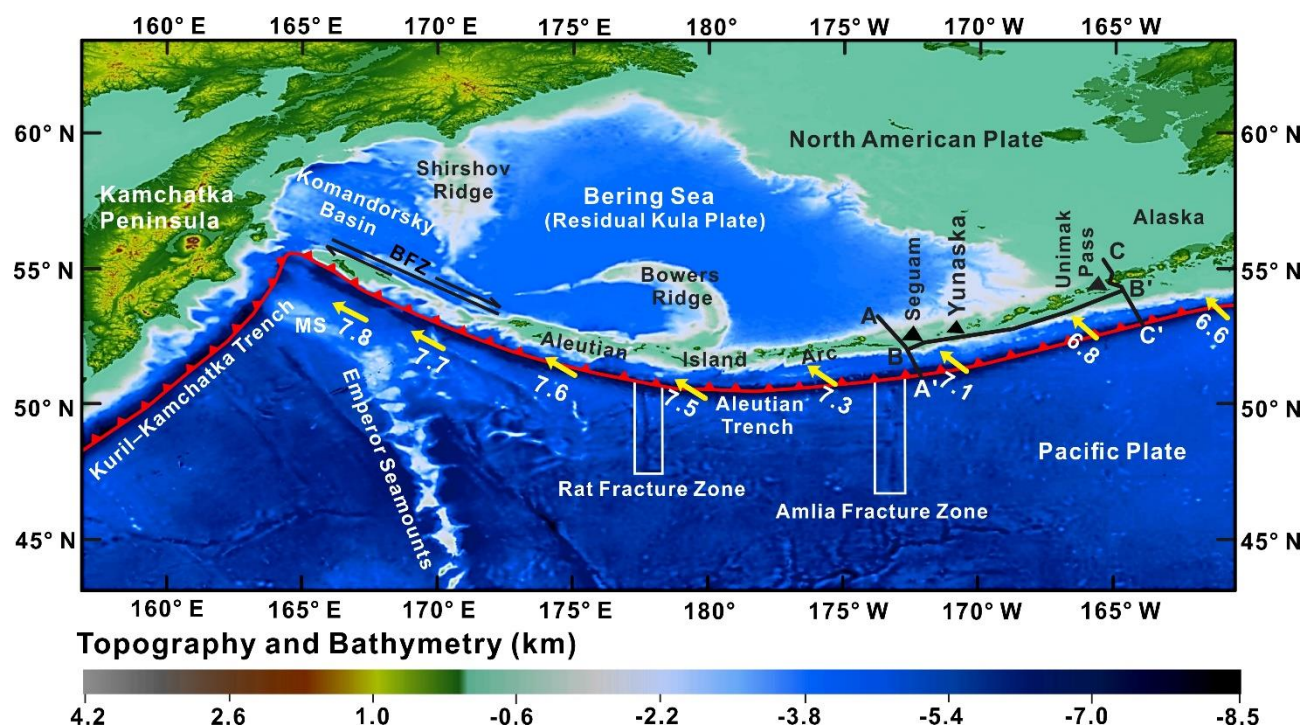 160° E 165° E 170° E 175° E 180° 175° W 170° W 165° W
60° N
60° N
North American Plate
Shirshov
Ridge
Bering Sea
(Residual Kula Plate)
Kamchatka
Peninsula
Komandorsky
Basin
Alaska
Unimak
Pass
Seguam
Yunaska
C
55° N
55° N
BFZ
Bowers
Ridge
B'
A
MS
7.8
7.7
7.6
7.5
7.3
7.1
6.8
6.6
C'
B
A'
Aleutian
Island
Arc
Kuril–Kamchatka Trench
Aleutian
Trench
50° N
50° N
Emperor Seamounts
Pacific Plate
Rat Fracture Zone
Amlia Fracture Zone
45° N
45° N
160° E 165° E 170° E 175° E 180° 175° W 170° W 165° W
Topography and Bathymetry (km)
4.2 2.6 1.0 -0.6 -2.2 -3.8 -5.4 -7.0 -8.5